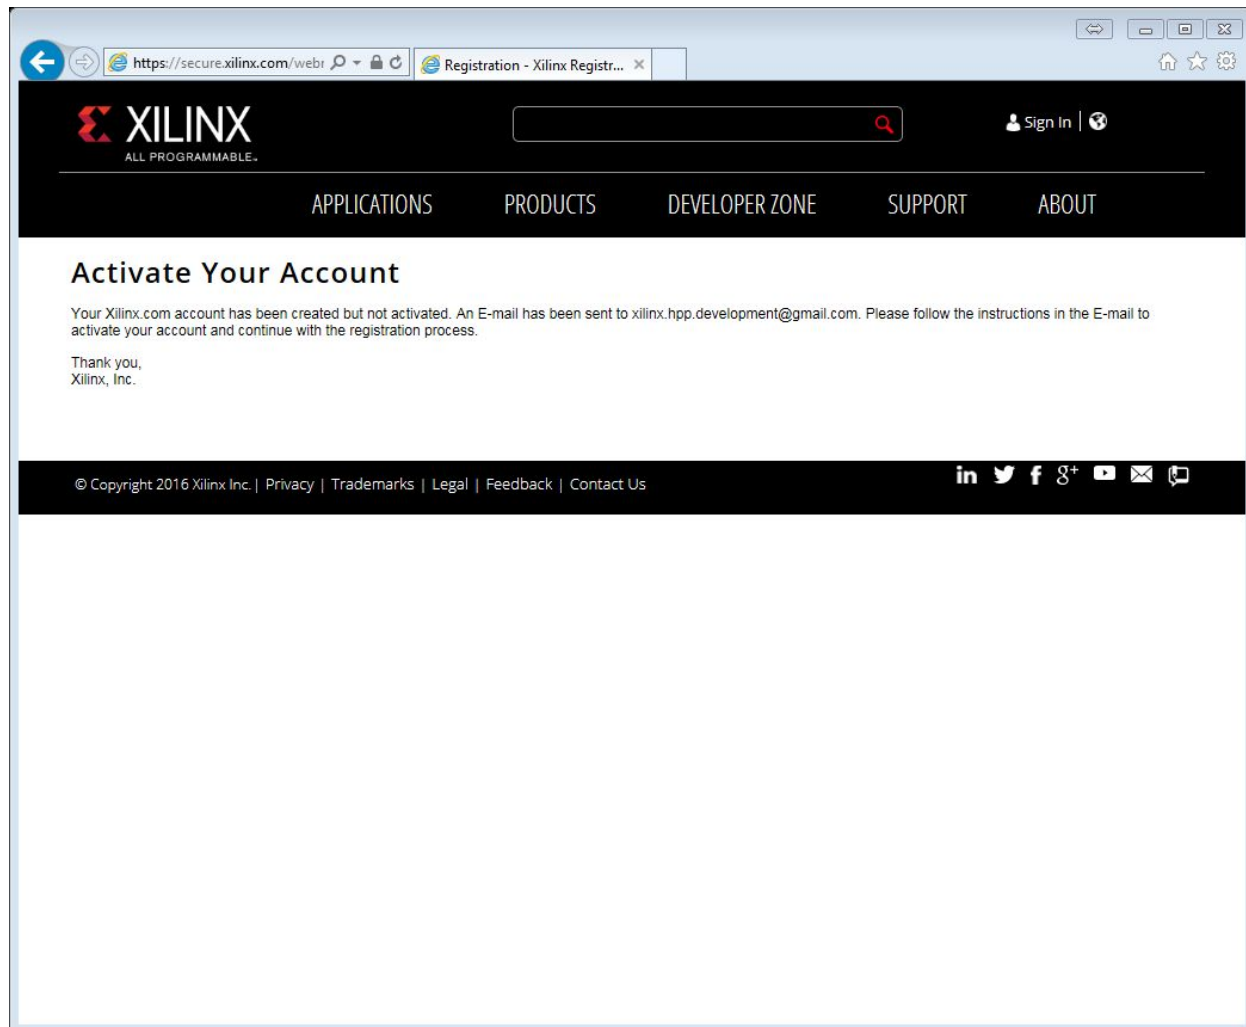 https://secure.xilinx.com/webr
Registration - Xilinx Registr...
XILINX
ALL PROGRAMMABLE™
Sign In |
APPLICATIONS PRODUCTS DEVELOPER ZONE SUPPORT ABOUT
Activate Your Account
Your Xilinx.com account has been created but not activated. An E-mail has been sent to xilinx.hpp.development@gmail.com. Please follow the instructions in the E-mail to
activate your account and continue with the registration process.
Thank you,
Xilinx, Inc.
© Copyright 2016 Xilinx Inc. | Privacy | Trademarks | Legal | Feedback | Contact Us
in f g+